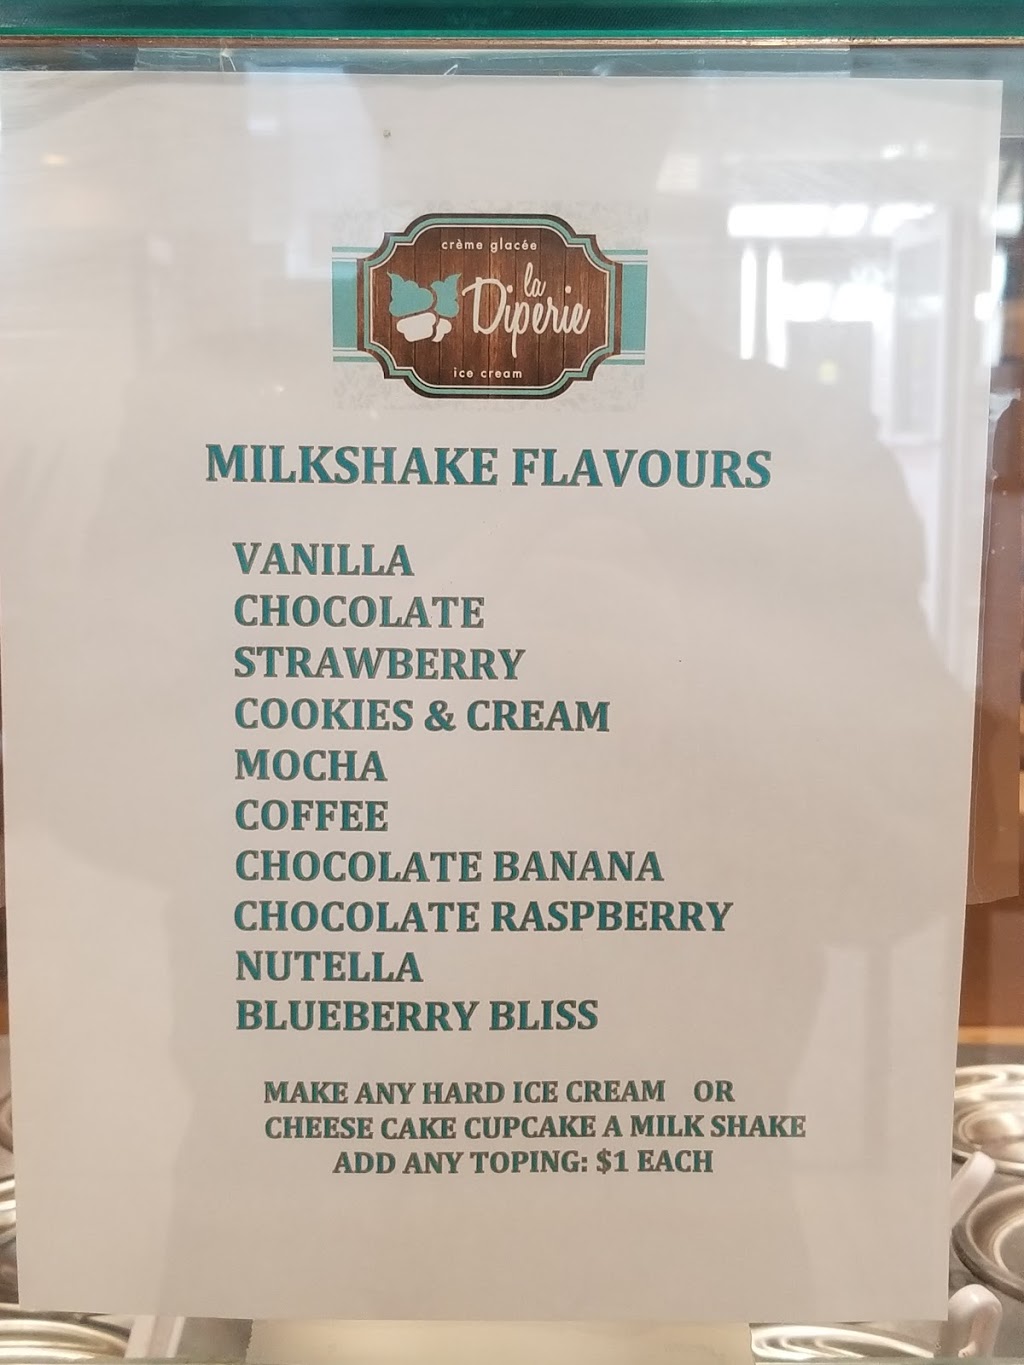 crème glacée
la
Diperie
ice cream
MILKSHAKE FLAVOURS
VANILLA
CHOCOLATE
STRAWBERRY
COOKIES & CREAM
MOCHA
COFFEE
CHOCOLATE BANANA
CHOCOLATE RASPBERRY
NUTELLA
BLUEBERRY BLISS
MAKE ANY HARD ICE CREAM OR
CHEESE CAKE CUPCAKE A MILK SHAKE
ADD ANY TOPING: $1 EACH